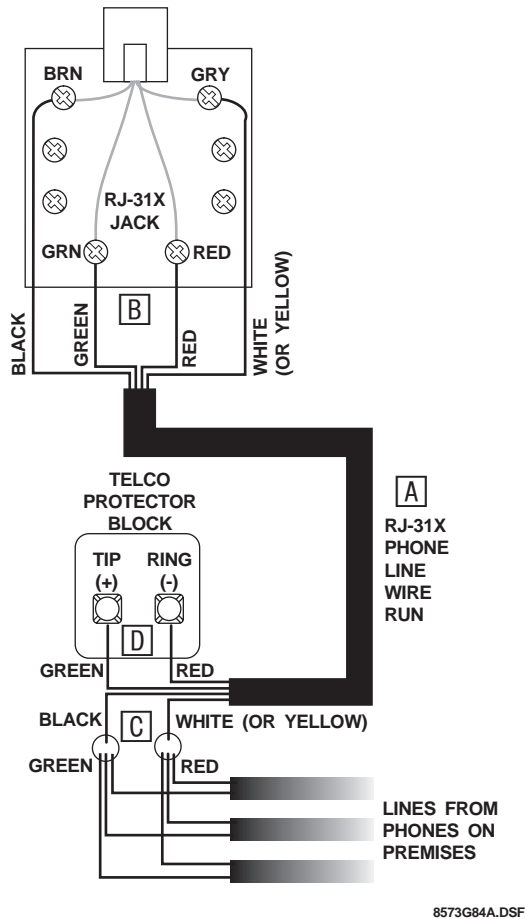 BRN GRY
RJ-31X
JACK
GRN RED
B
BLACK
GREEN
RED
WHITE
(OR YELLOW)
A
RJ-31X
PHONE
LINE
WIRE
RUN
TELCO
PROTECTOR
BLOCK
TIP RING
(+) (-)
D
GREEN RED
BLACK C WHITE (OR YELLOW)
GREEN RED
LINES FROM
PHONES ON
PREMISES
8573G84A.DSF